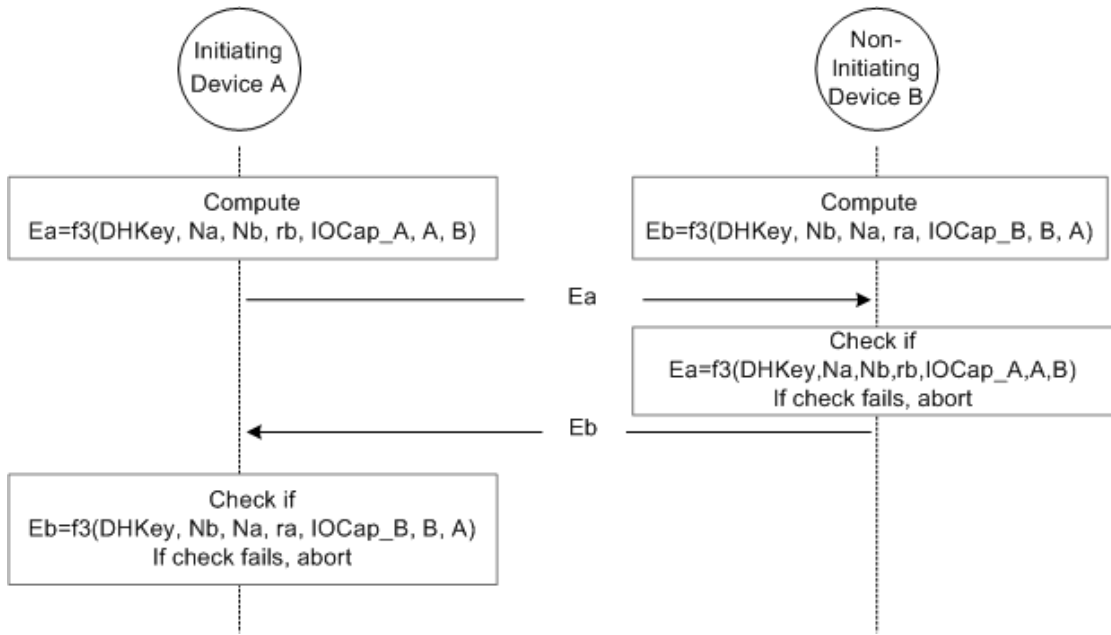 Initiating
Device A
Non-
Initiating
Device B
Compute
Ea=f3(DHKey, Na, Nb, rb, IOCap_A, A, B)
Compute
Eb=f3(DHKey, Nb, Na, ra, IOCap_B, B, A)
Ea
Check if
Ea=f3(DHKey,Na,Nb,rb,IOCap_A,A,B)
If check fails, abort
Eb
Check if
Eb=f3(DHKey, Nb, Na, ra, IOCap_B, B, A)
If check fails, abort